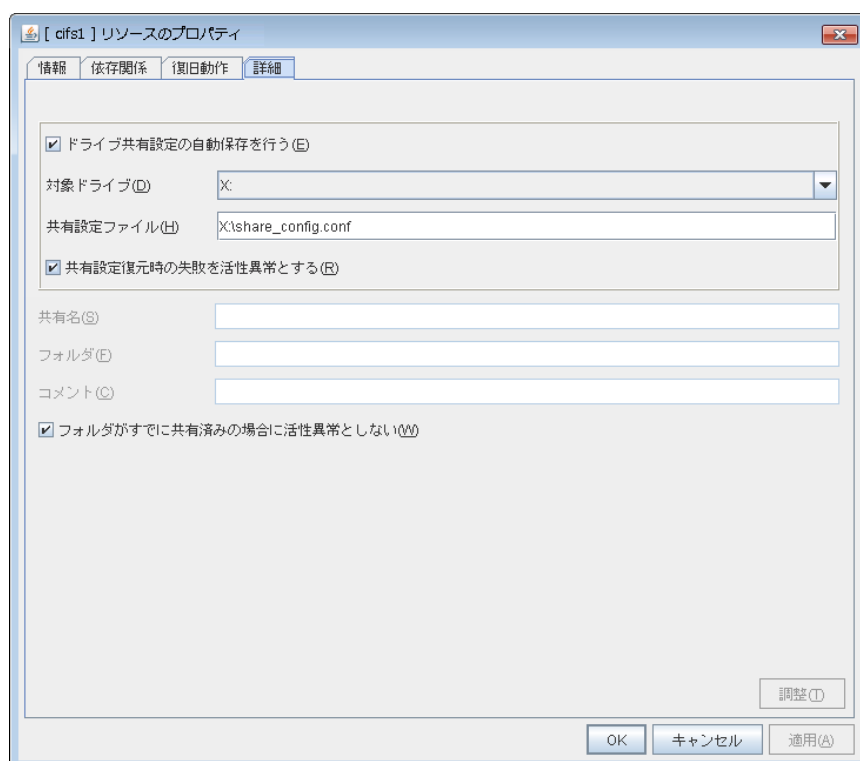 [ cifs1 ] リソースのプロパティ
情報 依存関係 復旧動作 詳細
ドライブ共有設定の自動保存を行う(E)
対象ドライブ(D) X:
共有設定ファイル(H) X:\share_config.conf
共有設定復元時の失敗を活性異常とする(R)
共有名(S)
フォルダ(F)
コメント(C)
フォルダがすでに共有済みの場合に活性異常としない(W)
調整(T)
OK キャンセル 適用(A)